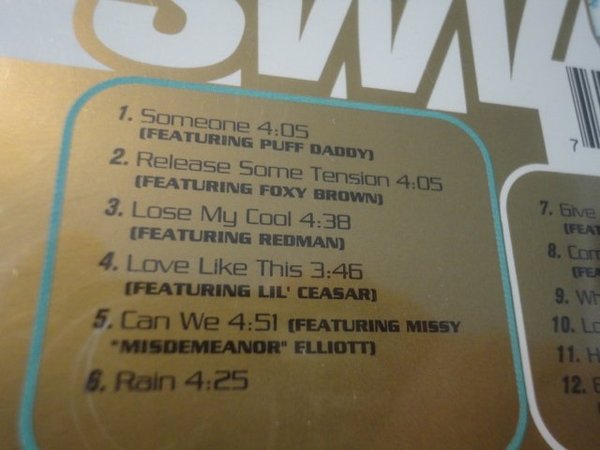 SWV
1. Someone 4:05
(FEATURING PUFF DADDY)
2. Release Some Tension 4:05
(FEATURING FOXY BROWN)
3. Lose My Cool 4:38
(FEATURING REDMAN)
4. Love Like This 3:46
(FEATURING LIL' CEASAR)
5. Can We 4:51 (FEATURING MISSY
"MISDEMEANOR" ELLIOTT)
6. Rain 4:25
7
7. Give
8.
9.
10.
11.
12.